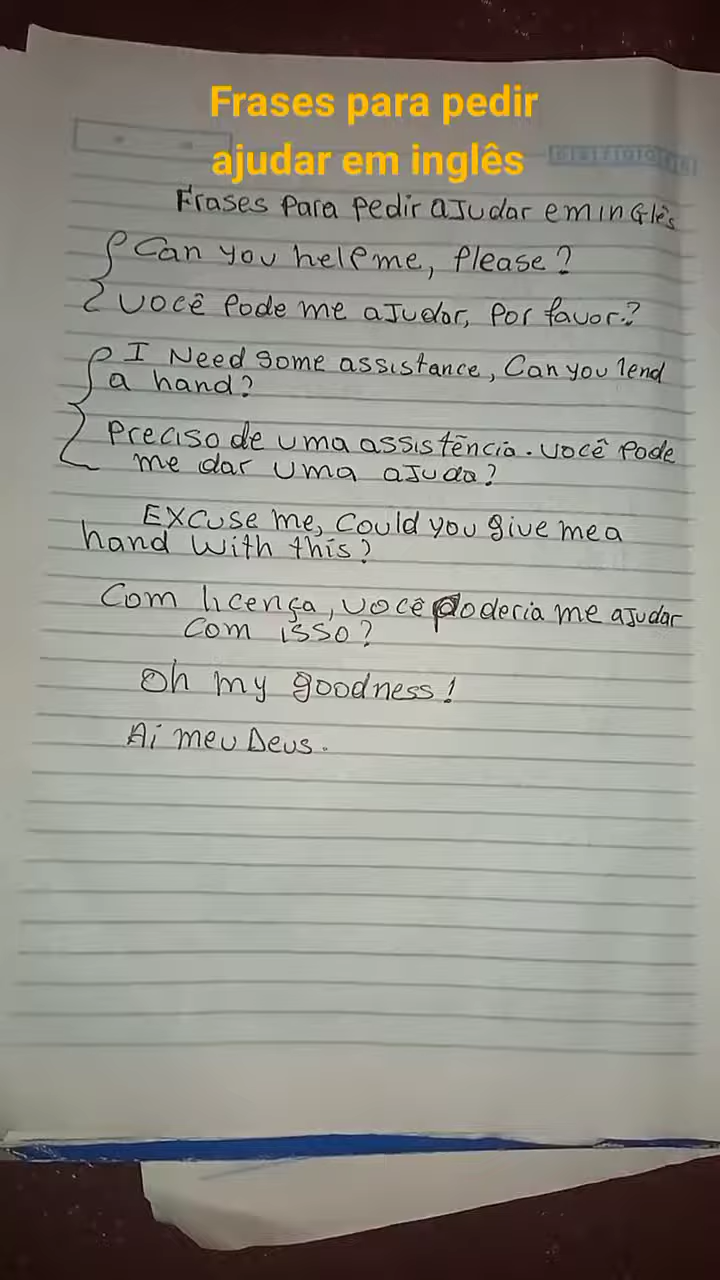 Frases para pedir
ajudar em inglês
Frases Para Pedir aJudar em inGlês
Can you help me, Please?
você Pode me aJudar, Por favor.?
I Need some assistance, Can you lend
a hand?
Preciso de uma assistência. você Pode
me dar uma aJuda?
EXcuse me, Could you give me a
hand With this?
Com licença, você poderia me aJudar
com isso?
Oh my goodness!
Ai meu Deus.